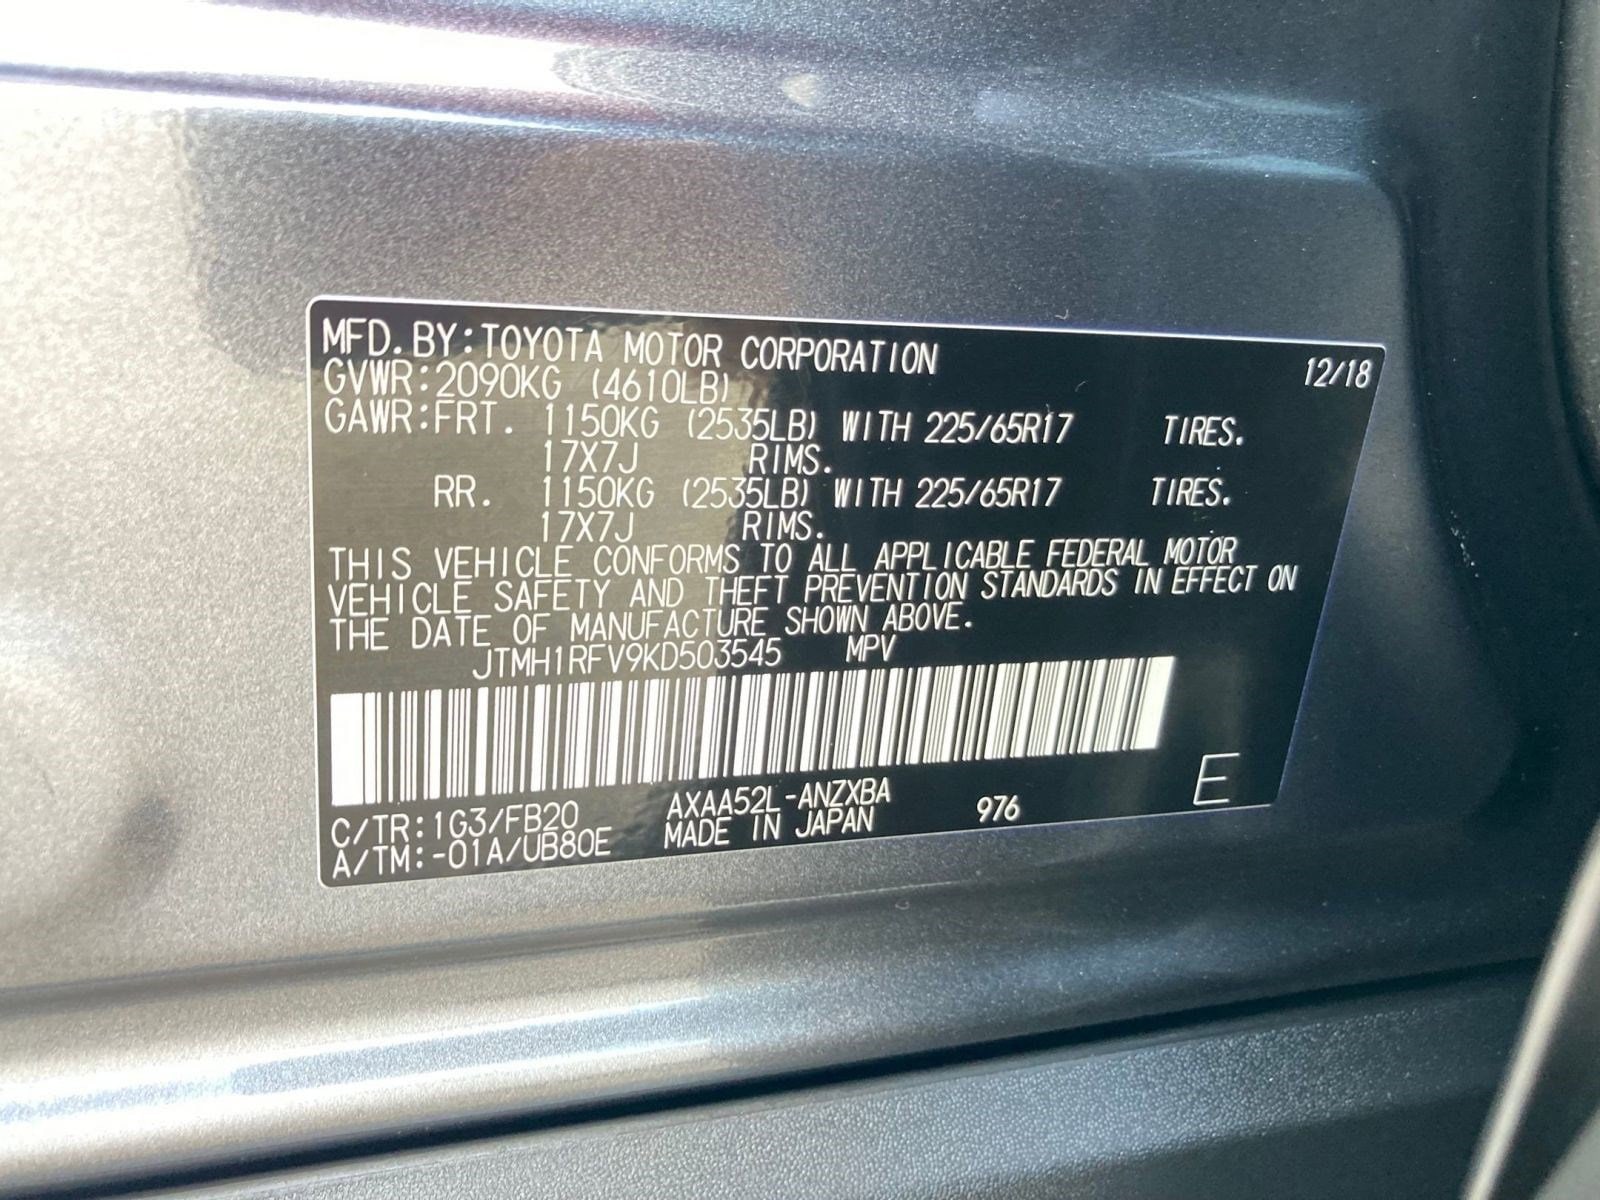 MFD. BY: TOYOTA MOTOR CORPORATION 12/18
GVWR: 2090KG (4610LB)
GAWR: FRT. 1150KG (2535LB) WITH 225/65R17 TIRES.
17X7J RIMS.
RR. 1150KG (2535LB) WITH 225/65R17 TIRES.
17X7J RIMS.
THIS VEHICLE CONFORMS TO ALL APPLICABLE FEDERAL MOTOR
VEHICLE SAFETY AND THEFT PREVENTION STANDARDS IN EFFECT ON
THE DATE OF MANUFACTURE SHOWN ABOVE.
JTMH1RFV9KD503545 MPV
C/TR: 1G3/FB20 AXAA52L-ANZXBA 976 E
A/TM: -01A/UB80E MADE IN JAPAN